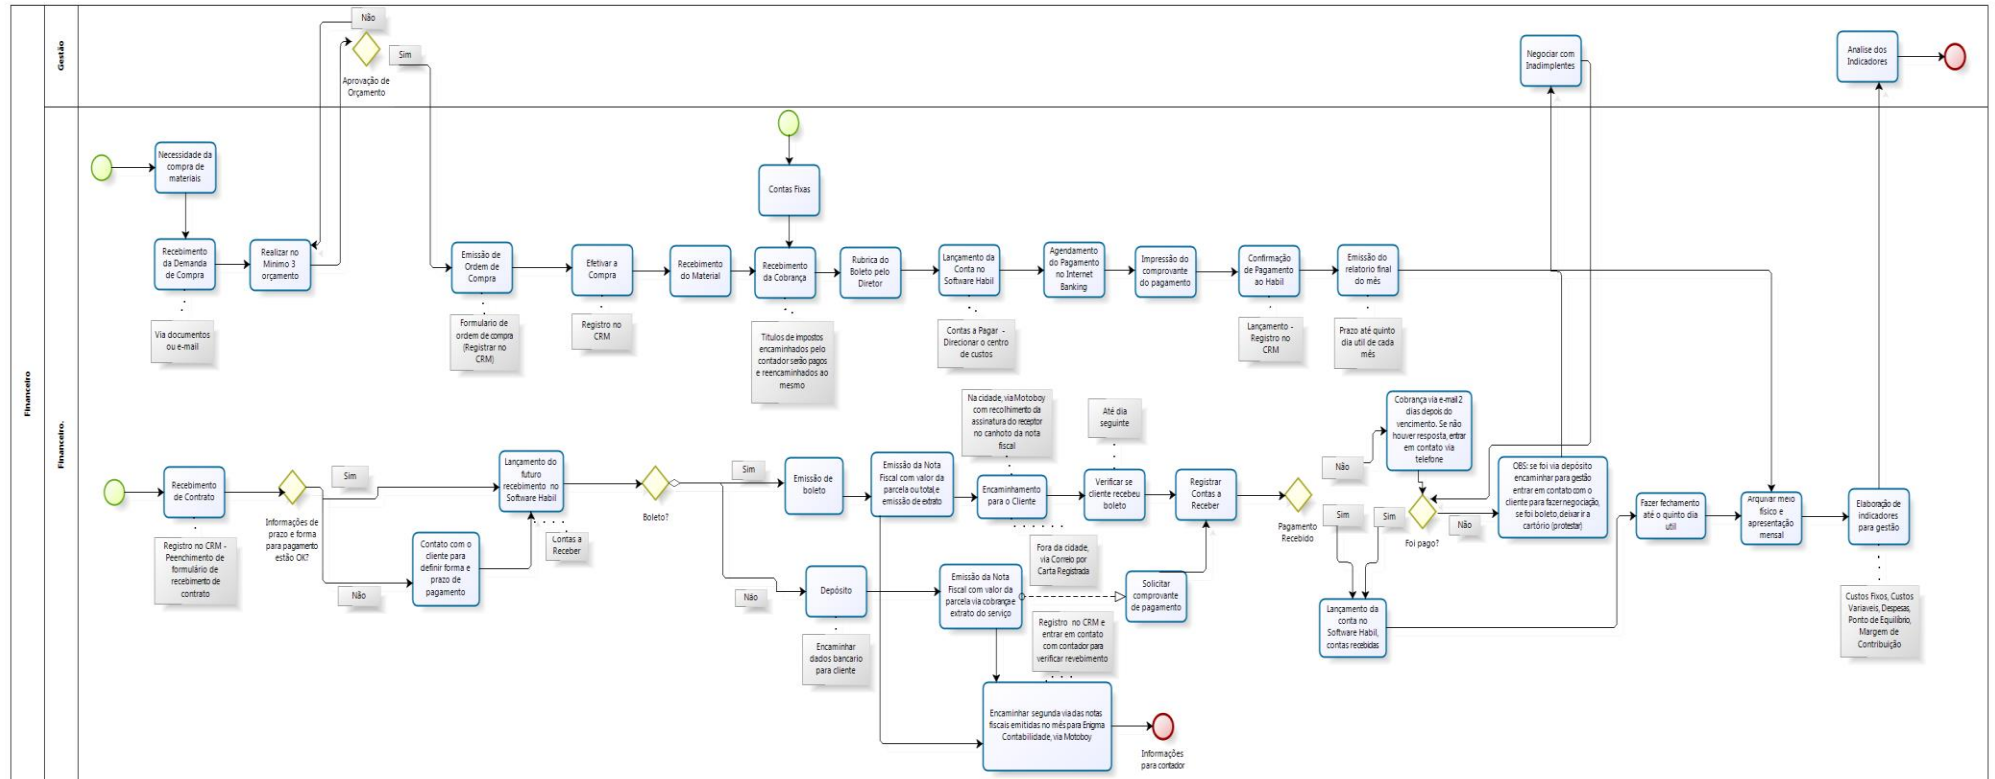 Financeiro
Gestão
Não
Sim
Aprovação de
Orçamento
Negociar com
Inadimplentes
Analise dos
Indicadores
Financeiro.
Necessidade da
compra de
materiais
Contas Fixas
Recebimento
da Demanda
de Compra
Realizar no
Minimo 3
orçamento
Emissão de
Ordem de
Compra
Efetivar a
Compra
Recebimento
do Material
Recebimento
da Cobrança
Rubrica do
Boleto pelo
Diretor
Lançamento da
Conta no
Software Habil
Agendamento
do Pagamento
no Internet
Banking
Impressão do
comprovante
do pagamento
Confirmação
de Pagamento
ao Habil
Emissão do
relatorio final
do mês
Via documentos
ou e-mail
Formulario de
ordem de compra
(Registrar no
CRM)
Registro no
CRM
Titulos de impostos
encaminhados pelo
contador serão pagos
e reencaminhados ao
mesmo
Contas a Pagar -
Direcionar o centro
de custos
Lançamento -
Registro no
CRM
Prazo até quinto
dia util de cada
mês
Na cidade, via Motoboy
com recolhimento da
assinatura do receptor
no canhoto da nota
fiscal
Até dia
seguinte
Cobrança via e-mail 2
dias depois do
vencimento. Se não
houver resposta, entrar
em contato via
telefone
Recebimento
de Contrato
Sim
Informações de
prazo e forma
para pagamento
estão OK?
Não
Lançamento do
futuro
recebimento no
Software Habil
Contato com o
cliente para
definir forma e
prazo de
pagamento
Contas a
Receber
Boleto?
Sim
Não
Emissão de
boleto
Emissão da Nota
Fiscal com valor da
parcela ou total,e
emissão de extrato
Encaminhamento
para o Cliente
Verificar se
cliente recebeu
boleto
Registrar
Contas a
Receber
Pagamento
Recebido
Não
Sim
Sim
Foi pago?
Não
OBS: se foi via depósito
encaminhar para gestão
entrar em contato com o
cliente para fazer negociação,
se foi boleto, deixar ir a
cartório (protestar)
Fazer fechamento
até o quinto dia
util
Arquivar meio
físico e
apresentação
mensal
Elaboração de
indicadores
para gestão
Registro no CRM -
Peenchimento de
formulário de
recebimento de
contrato
Fora da cidade,
via Correio por
Carta Registrada
Depósito
Emissão da Nota
Fiscal com valor da
parcela via cobrança e
extrato do serviço
Solicitar
comprovante
de pagamento
Lançamento da
conta no
Software Habil,
contas recebidas
Custos Fixos, Custos
Variaveis, Despesas,
Ponto de Equilíbrio,
Margem de
Contribuição
Encaminhar
dados bancario
para cliente
Registro no CRM e
entrar em contato
com contador para
verificar revebimento
Encaminhar segunda via das notas
fiscais emitidas no mês para Enigma
Contabilidade, via Motoboy
Informações
para contador